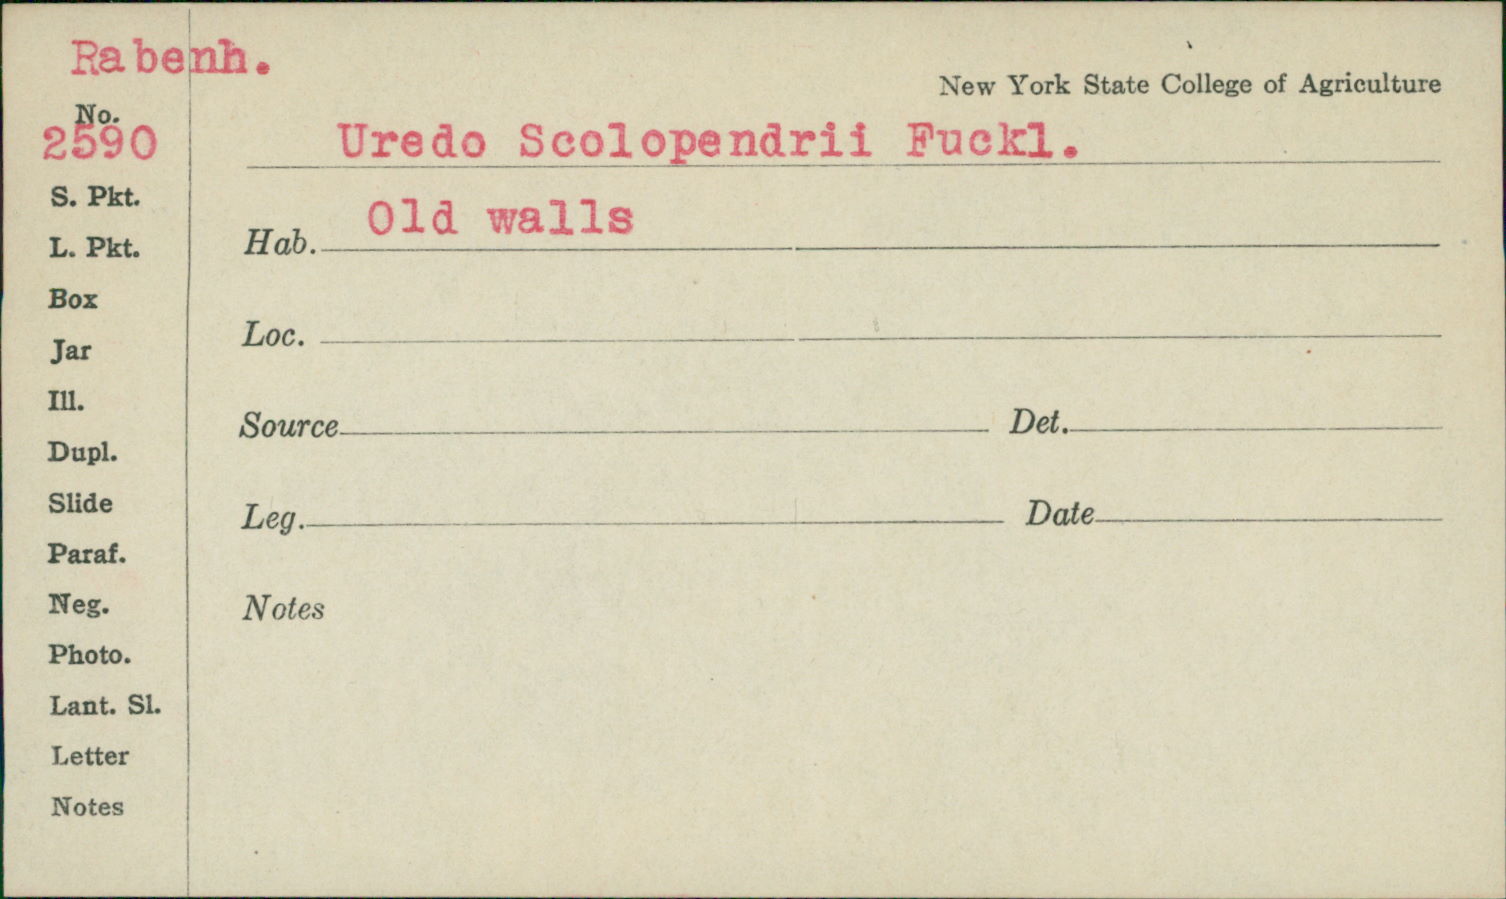 Rabenh.
New York State College of Agriculture
No.
2590
Uredo Scolopendrii Fuckl.
S. Pkt.
Hab. Old walls
L. Pkt.
Box
Loc.
Jar
Ill.
Source Det.
Dupl.
Slide
Leg. Date
Paraf.
Neg.
Notes
Photo.
Lant. Sl.
Letter
Notes